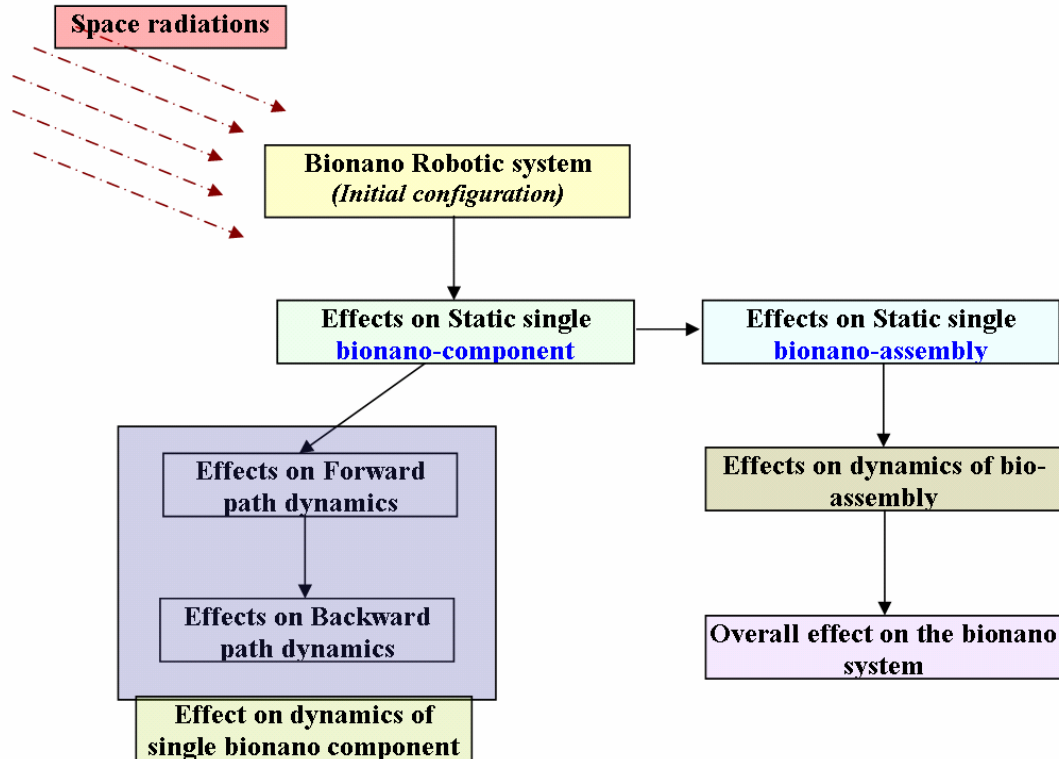 Space radiations
Bionano Robotic system
(Initial configuration)
Effects on Static single
bionano-component
Effects on Static single
bionano-assembly
Effects on Forward
path dynamics
Effects on dynamics of bio-
assembly
Effects on Backward
path dynamics
Overall effect on the bionano
system
Effect on dynamics of
single bionano component